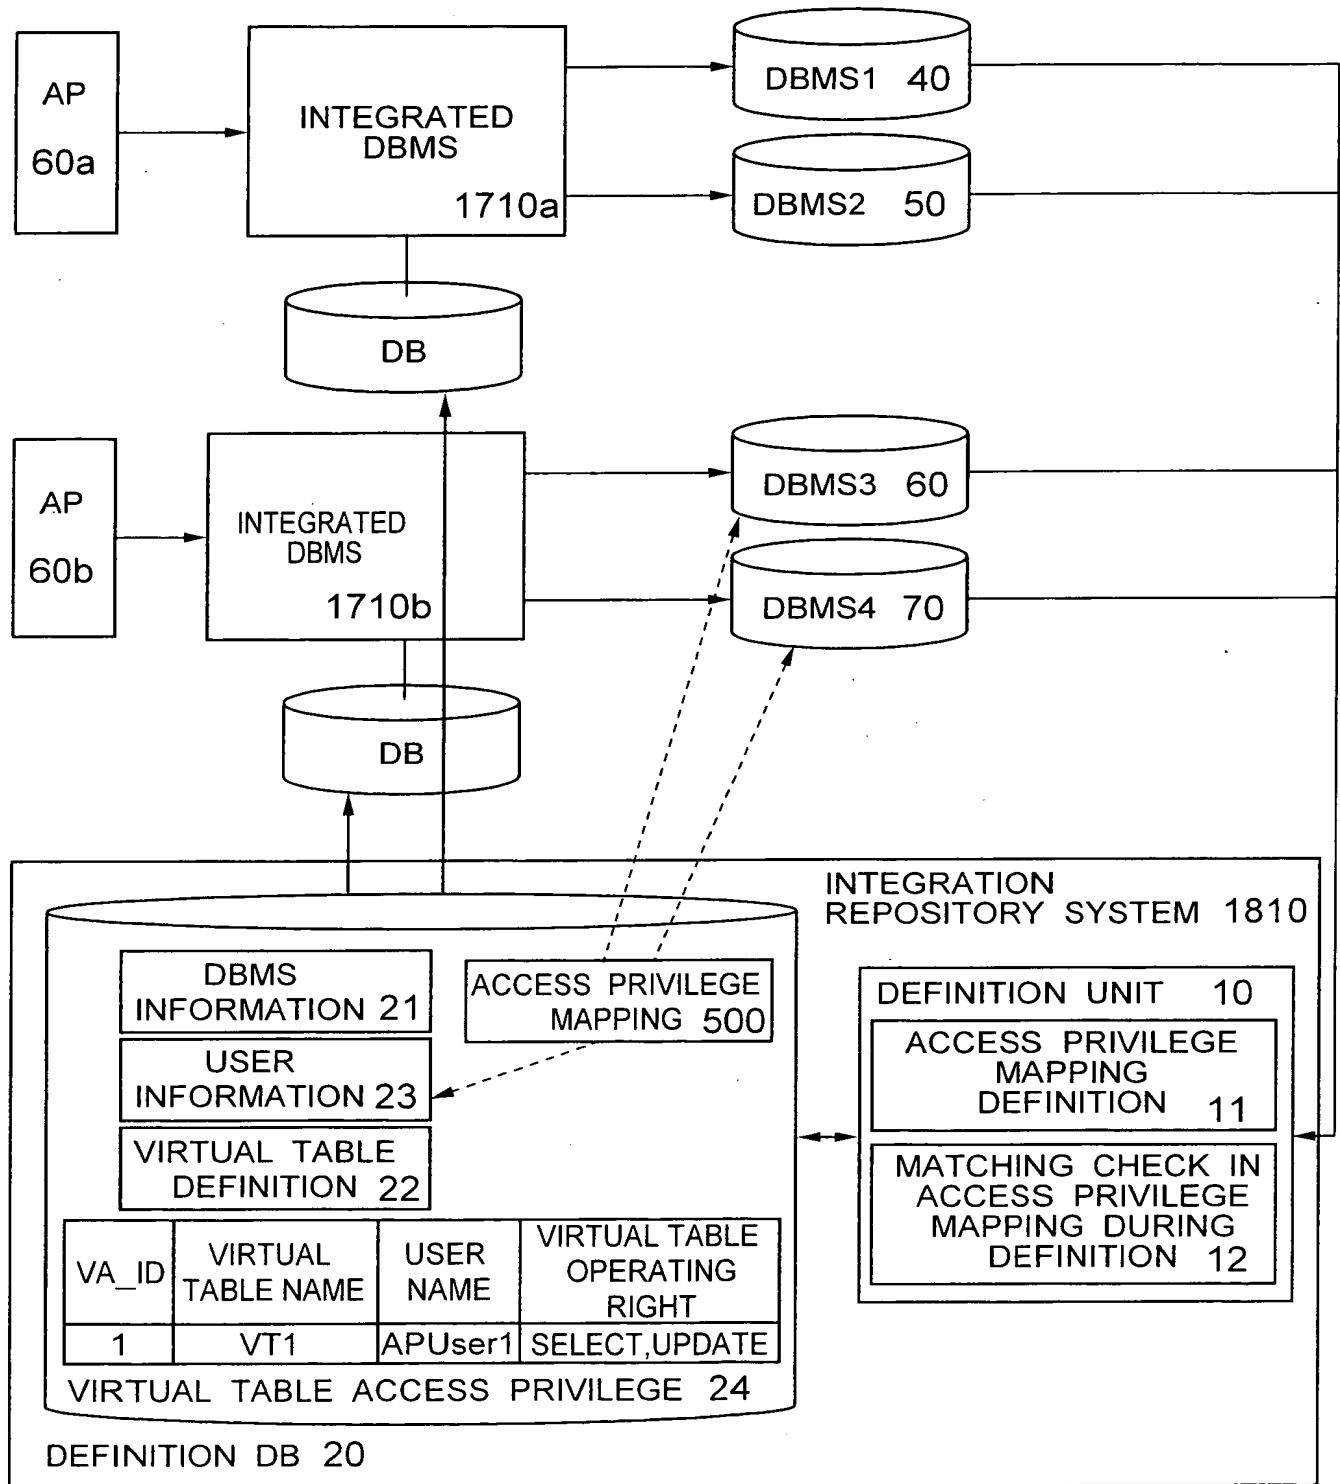 AP
60a
INTEGRATED
DBMS
1710a
DBMS1 40
DBMS2 50
DB
AP
60b
INTEGRATED
DBMS
1710b
DBMS3 60
DBMS4 70
DB
INTEGRATION
REPOSITORY SYSTEM 1810
DBMS
INFORMATION 21
USER
INFORMATION 23
VIRTUAL TABLE
DEFINITION 22
ACCESS PRIVILEGE
MAPPING 500
DEFINITION UNIT 10
ACCESS PRIVILEGE
MAPPING
DEFINITION 11
MATCHING CHECK IN
ACCESS PRIVILEGE
MAPPING DURING
DEFINITION 12
VA_ID
VIRTUAL
TABLE NAME
USER
NAME
VIRTUAL TABLE
OPERATING
RIGHT
1 VT1 APUser1 SELECT,UPDATE
VIRTUAL TABLE ACCESS PRIVILEGE 24
DEFINITION DB 20